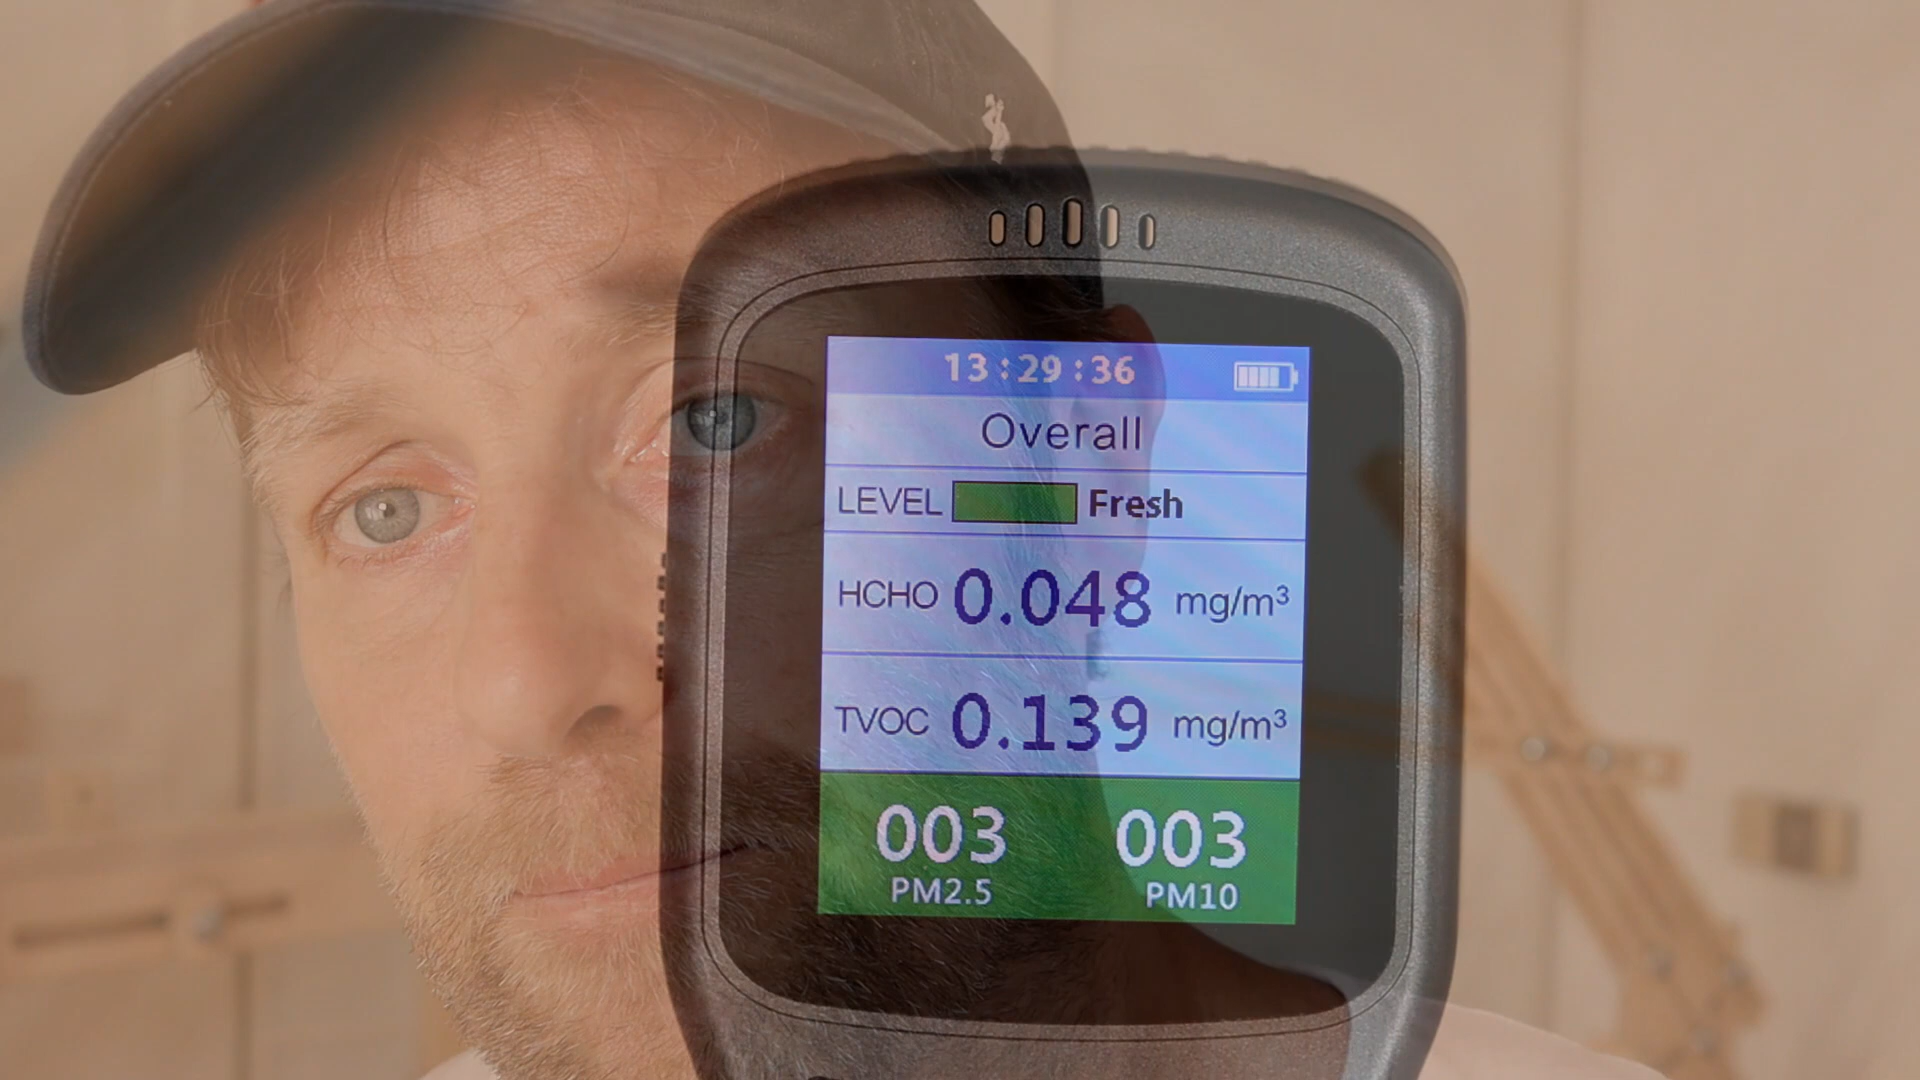 13:29:36
Overall
LEVEL Fresh
HCHO 0.048 mg/m³
TVOC 0.139 mg/m³
003 003
PM2.5 PM10